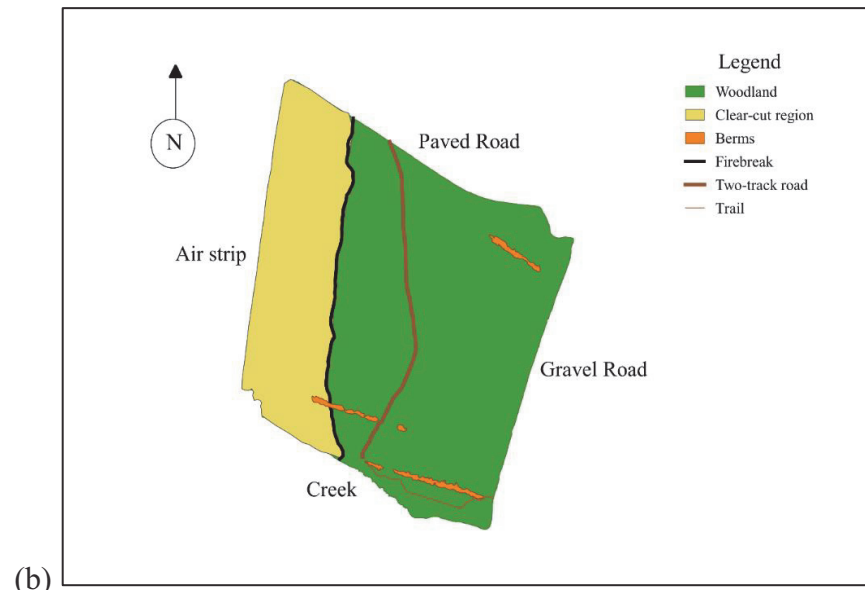 N
Legend
Woodland
Clear-cut region
Berms
Firebreak
Two-track road
Trail
Paved Road
Air strip
Gravel Road
Creek
(b)